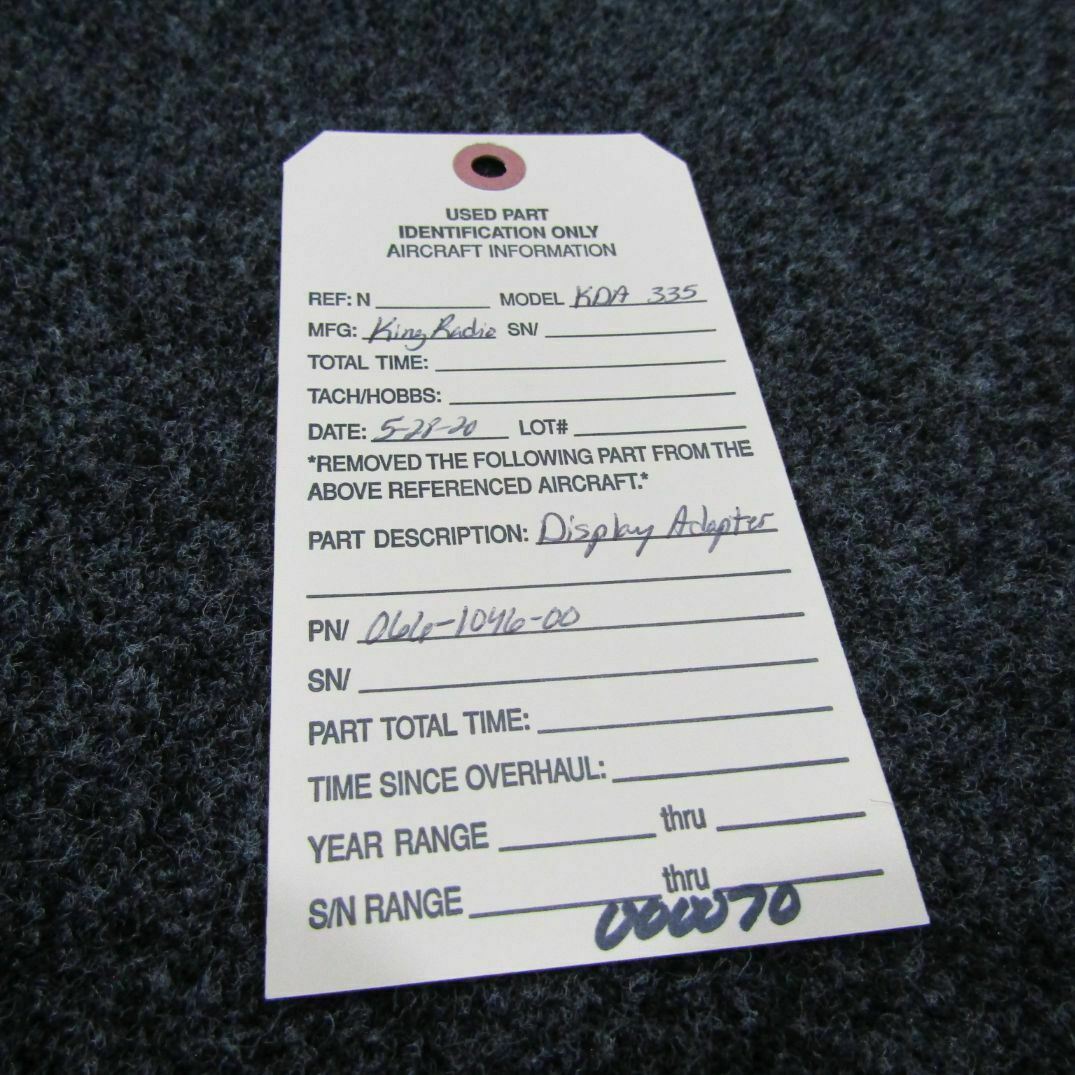 USED PART
IDENTIFICATION ONLY
AIRCRAFT INFORMATION
REF: N MODEL KDA 335
MFG: King Radio SN/
TOTAL TIME:
TACH/HOBBS:
DATE: 5-28-20 LOT#
*REMOVED THE FOLLOWING PART FROM THE
ABOVE REFERENCED AIRCRAFT.*
PART DESCRIPTION: Display Adapter
PN/ 066-1046-00
SN/
PART TOTAL TIME:
TIME SINCE OVERHAUL:
YEAR RANGE thru
S/N RANGE thru
000070